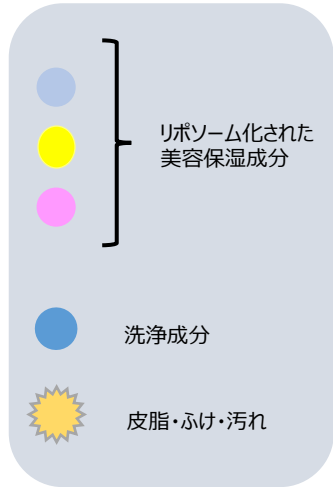 リポソーム化された
美容保湿成分
洗浄成分
皮脂・ふけ・汚れ